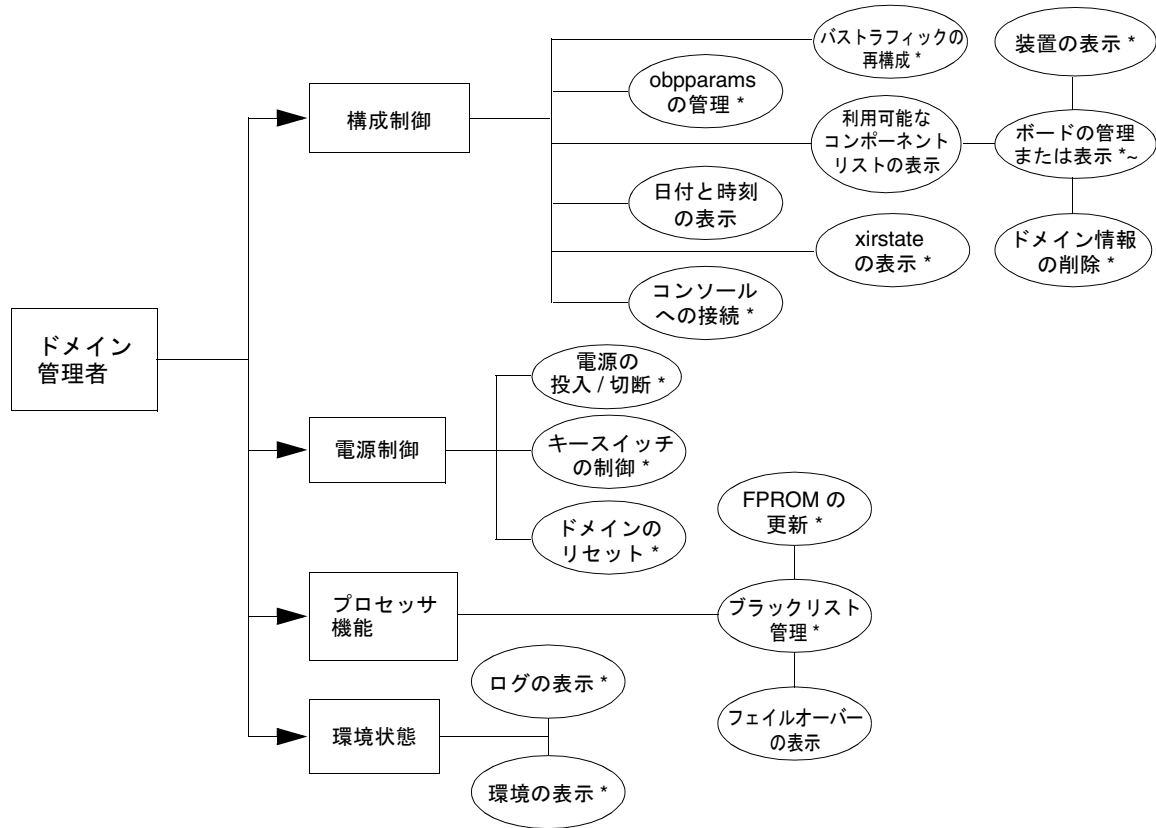 バストラフィックの
再構成 *
装置の表示 *
obpparams
の管理 *
構成制御
利用可能な
コンポーネント
リストの表示
ボードの管理
または表示 *~
日付と時刻
の表示
xirstate
の表示 *
ドメイン情報
の削除 *
コンソール
への接続 *
ドメイン
管理者
電源の
投入 / 切断 *
電源制御
キースイッチ
の制御 *
ドメインの
リセット *
FPROM の
更新 *
プロセッサ
機能
ブラックリスト
管理 *
フェイルオーバー
の表示
ログの表示 *
環境状態
環境の表示 *